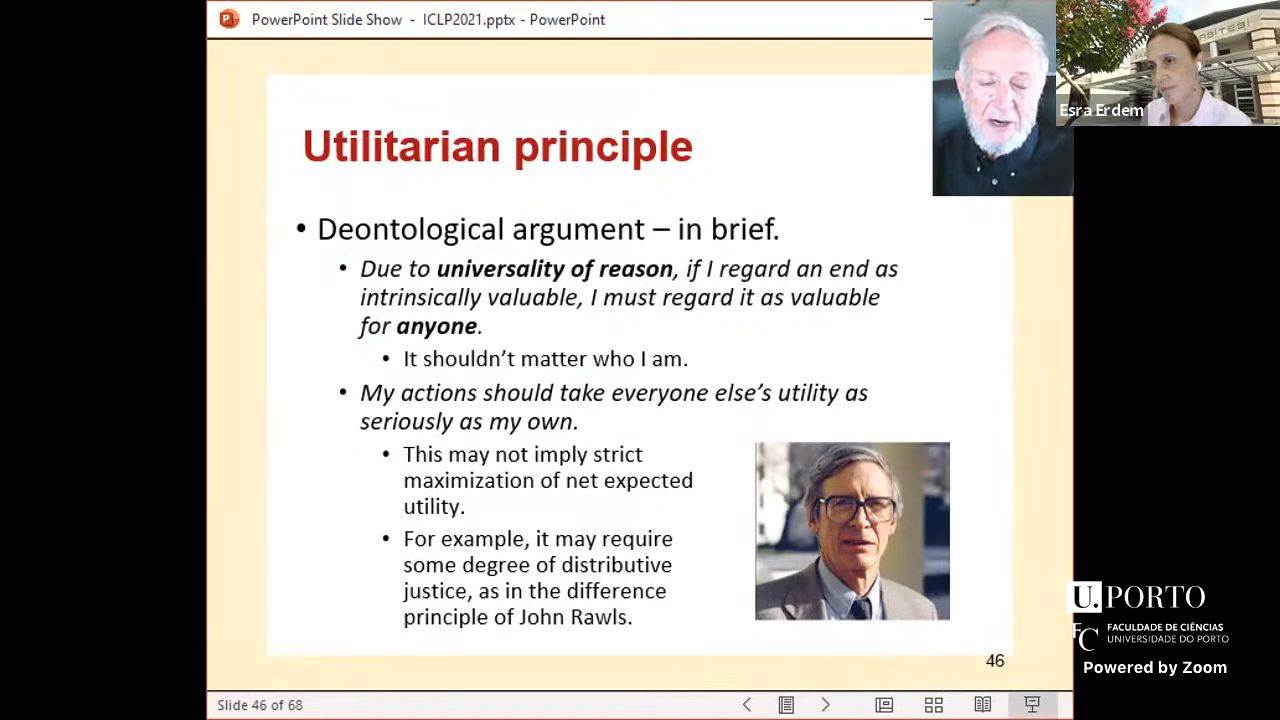 PowerPoint Slide Show - ICLP2021.pptx - PowerPoint
Esra Erdem
Utilitarian principle
• Deontological argument – in brief.
• Due to universality of reason, if I regard an end as
intrinsically valuable, I must regard it as valuable
for anyone.
• It shouldn’t matter who I am.
• My actions should take everyone else’s utility as
seriously as my own.
• This may not imply strict
maximization of net expected
utility.
• For example, it may require
some degree of distributive
justice, as in the difference
principle of John Rawls.
46
U.PORTO
FC FACULDADE DE CIÊNCIAS
UNIVERSIDADE DO PORTO
Powered by Zoom
Slide 46 of 68